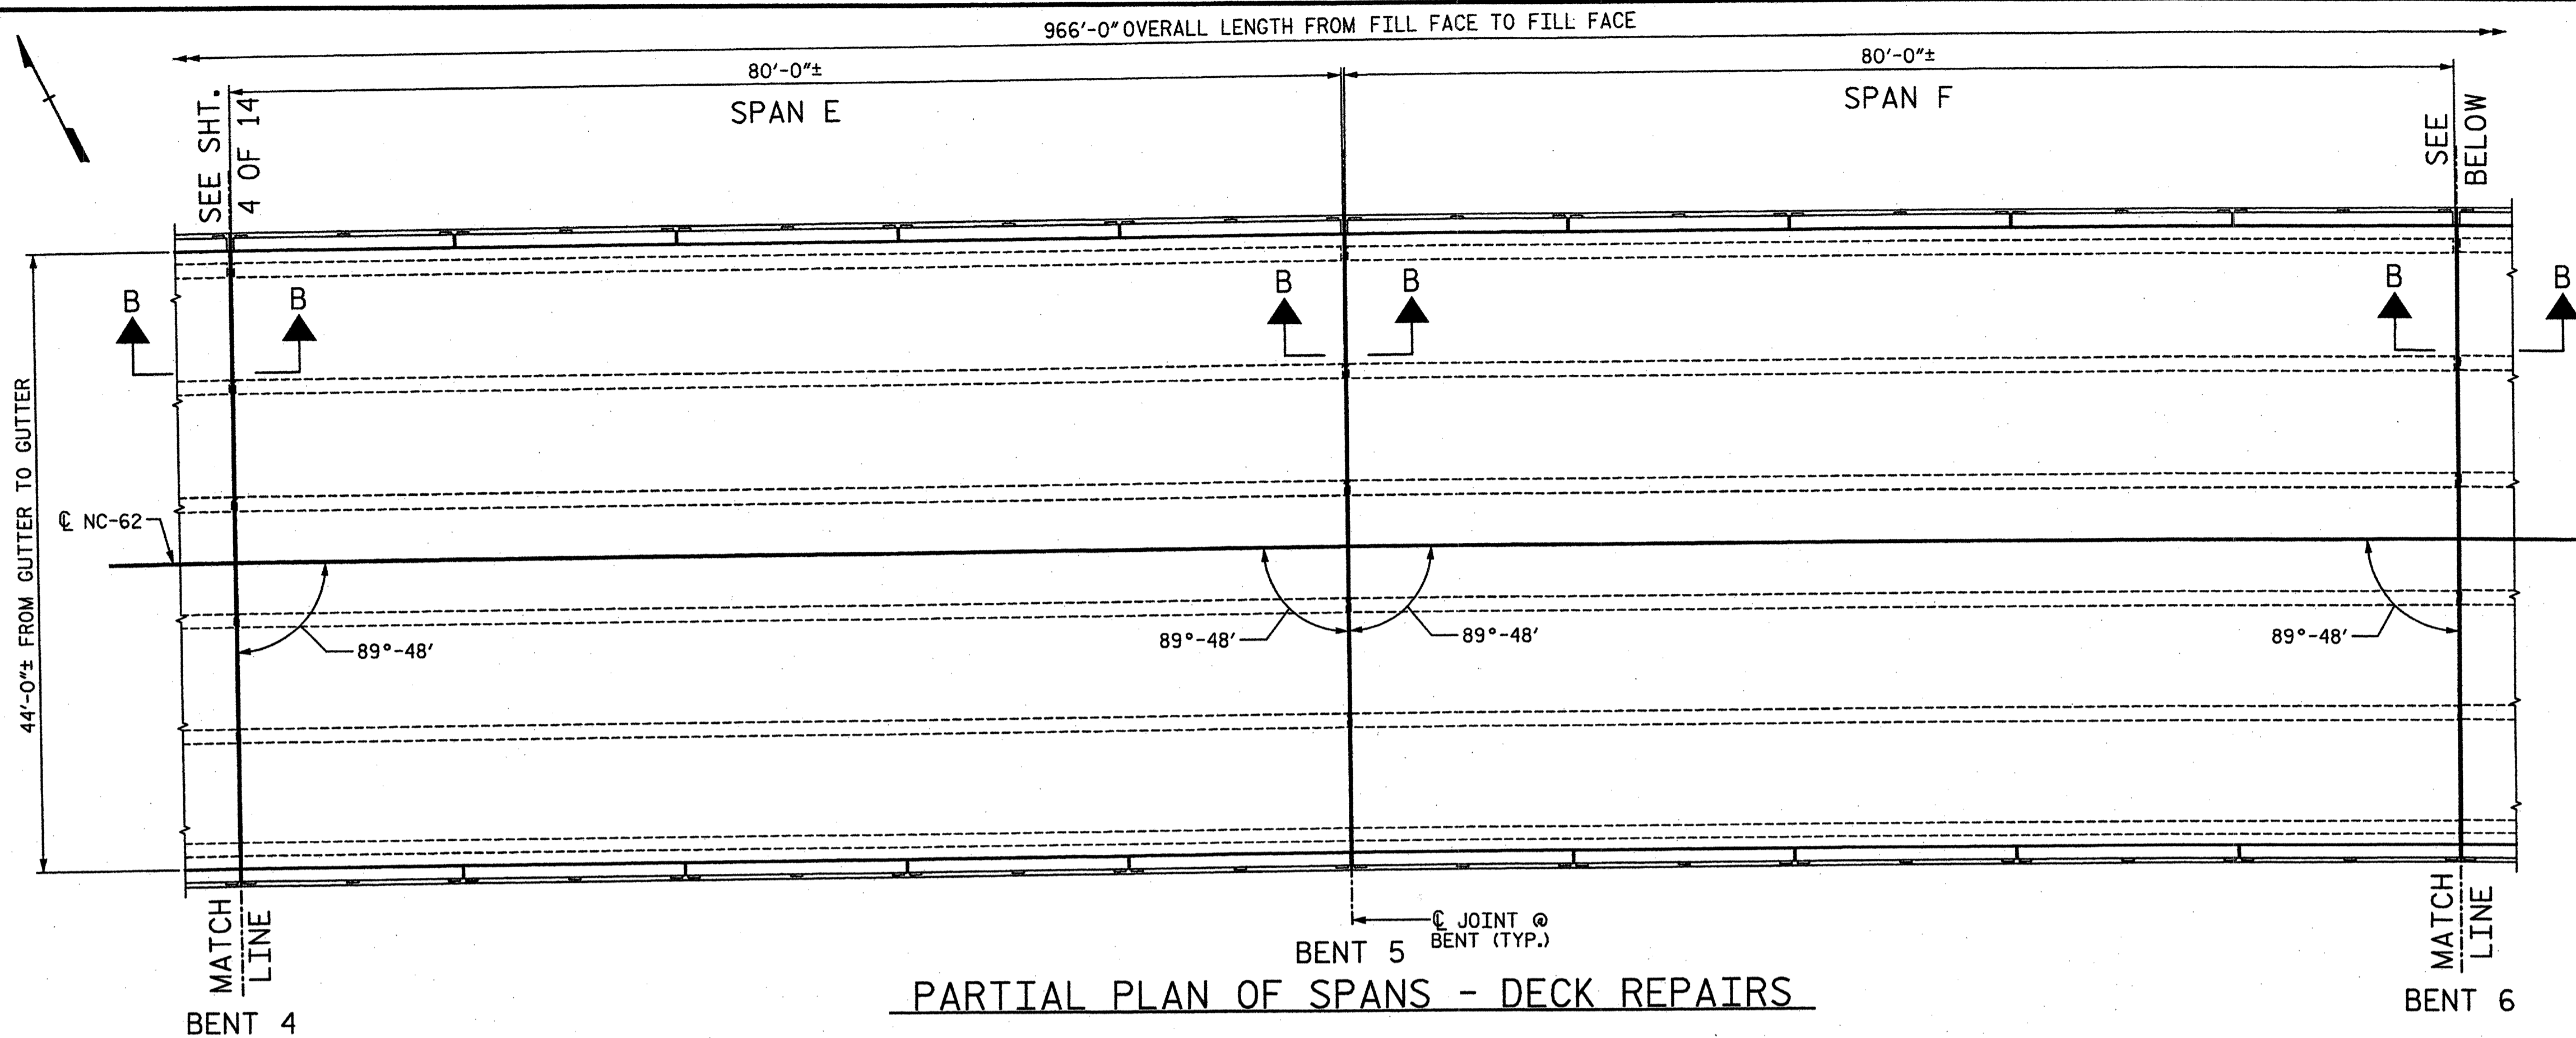 966'-0" OVERALL LENGTH FROM FILL FACE TO FILL FACE
80'-0"±
80'-0"±
SPAN E
SPAN F
SEE SHT.
4 OF 14
SEE
BELOW
B
B
B
B
B
B
44'-0"± FROM GUTTER TO GUTTER
℄ NC-62
89°-48'
89°-48'
89°-48'
89°-48'
℄ JOINT @
BENT (TYP.)
MATCH
LINE
MATCH
LINE
BENT 4
BENT 5
BENT 6
PARTIAL PLAN OF SPANS - DECK REPAIRS